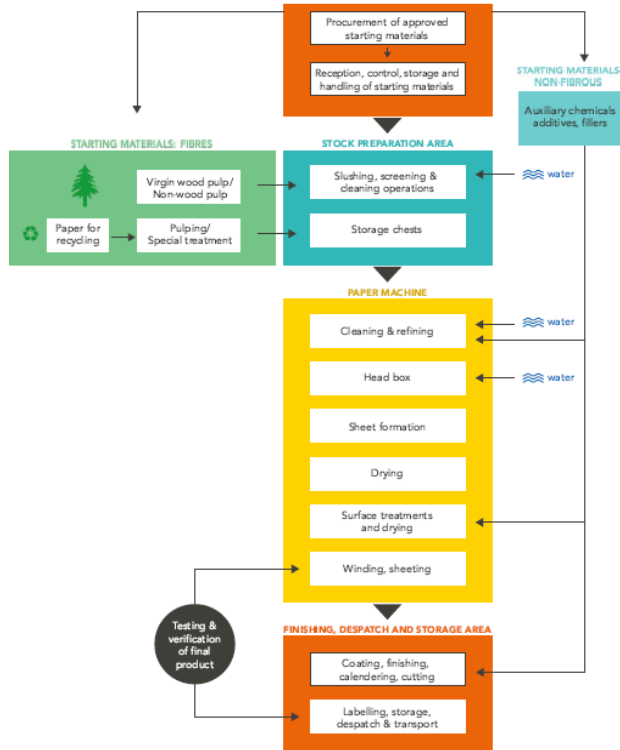 Procurement of approved
starting materials
Reception, control, storage and
handling of starting materials
STARTING MATERIALS
NON-FIBROUS
Auxiliary chemicals
additives, fillers
STARTING MATERIALS: FIBRES
Virgin wood pulp/
Non-wood pulp
Paper for
recycling
Pulping/
Special treatment
STOCK PREPARATION AREA
Slushing, screening &
cleaning operations
water
Storage chests
PAPER MACHINE
Cleaning & refining
water
Head box
water
Sheet formation
Drying
Surface treatments
and drying
Winding, sheeting
Testing &
verification
of final
product
FINISHING, DESPATCH AND STORAGE AREA
Coating, finishing,
calendering, cutting
Labelling, storage,
despatch & transport